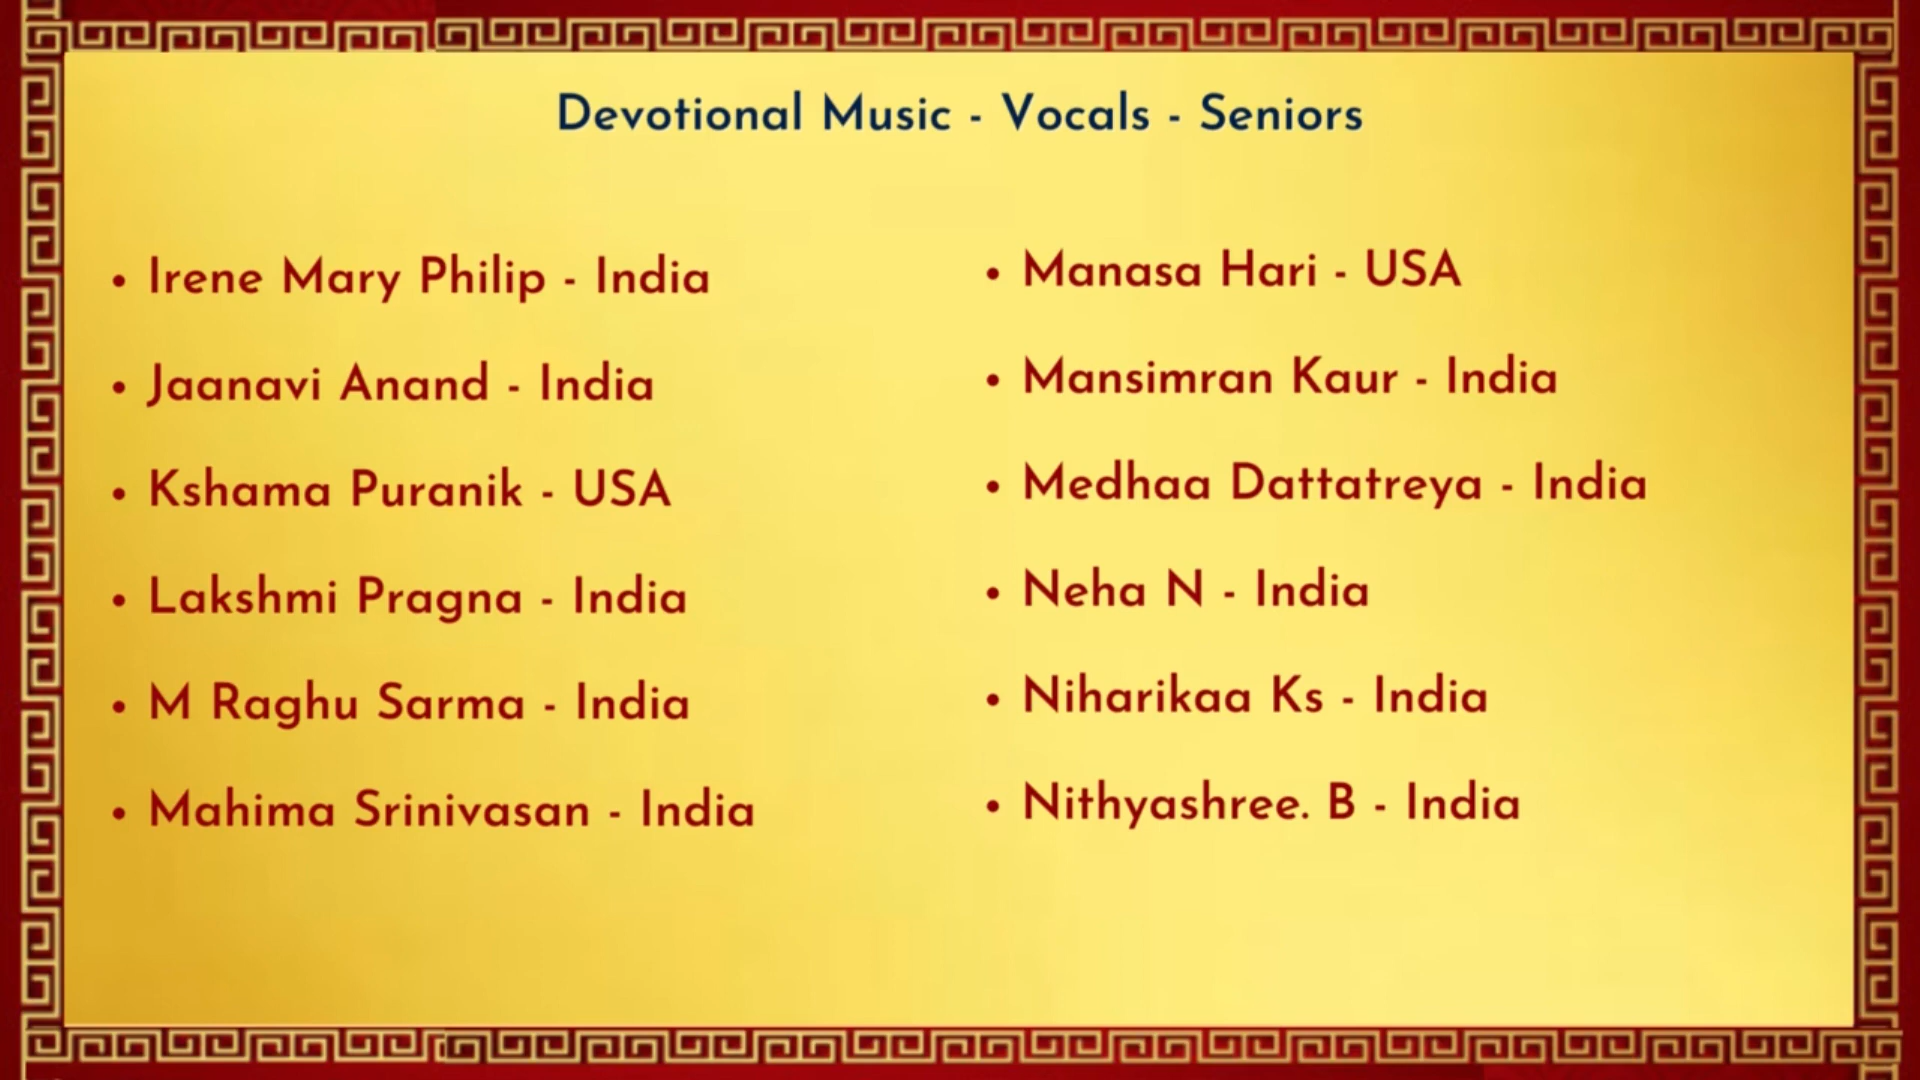 Devotional Music - Vocals - Seniors
• Irene Mary Philip - India
• Jaanavi Anand - India
• Kshama Puranik - USA
• Lakshmi Pragna - India
• M Raghu Sarma - India
• Mahima Srinivasan - India
• Manasa Hari - USA
• Mansimran Kaur - India
• Medhaa Dattatreya - India
• Neha N - India
• Niharikaa Ks - India
• Nithyashree. B - India